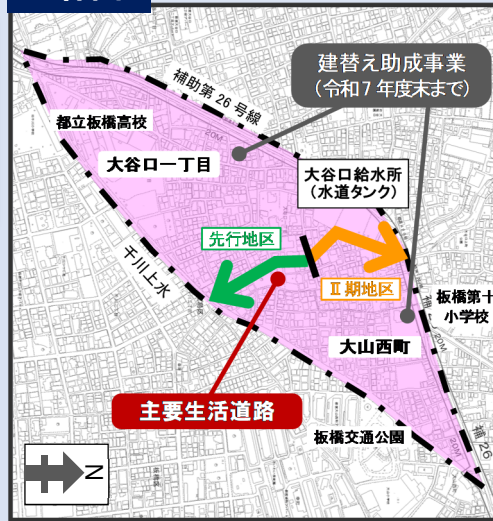 建替え助成事業
(令和7年度末まで)
補助第26号線
20M
都立板橋高校
大谷口一丁目
大谷口給水所
(水道タンク)
先行地区
千川上水
Ⅱ期地区
板橋第十
小学校
20M
大山西町
主要生活道路
板橋交通公園
補26
N